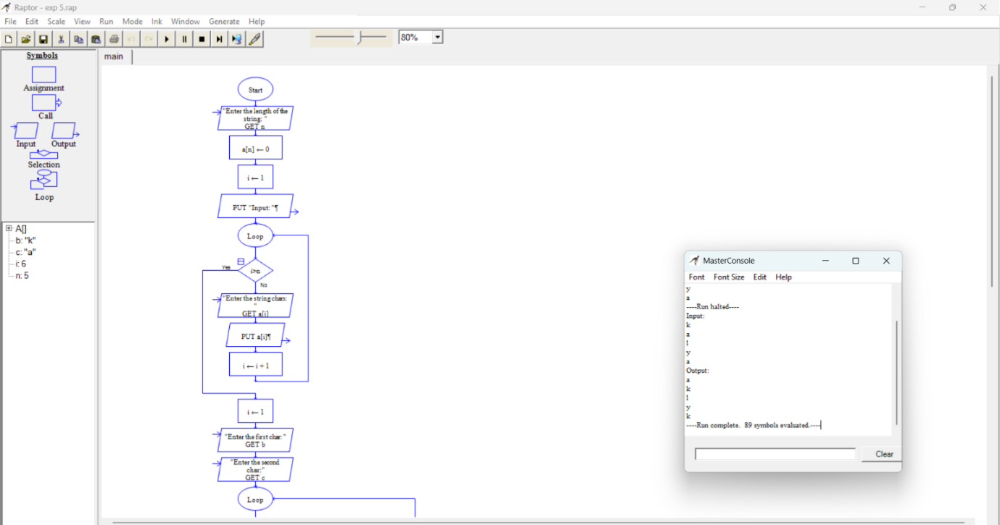 Raptor - exp 5.rap
File Edit Scale View Run Mode Ink Window Generate Help
80%
Symbols
Assignment
Call
Input Output
Selection
Loop
A[]
b: "k"
c: "a"
i: 6
n: 5
main
Start
"Enter the length of the
string: "
GET n
a[n] ← 0
i ← 1
PUT "Input: "¶
Loop
Yes
i>n
No
"Enter the string chars:
"
GET a[i]
PUT a[i]¶
i ← i + 1
i ← 1
"Enter the first char: "
GET b
"Enter the second
char:"
GET c
Loop
MasterConsole
Font Font Size Edit Help
y
a
----Run halted----
Input:
k
a
l
y
a
Output:
a
k
l
y
k
----Run complete. 89 symbols evaluated.----
Clear